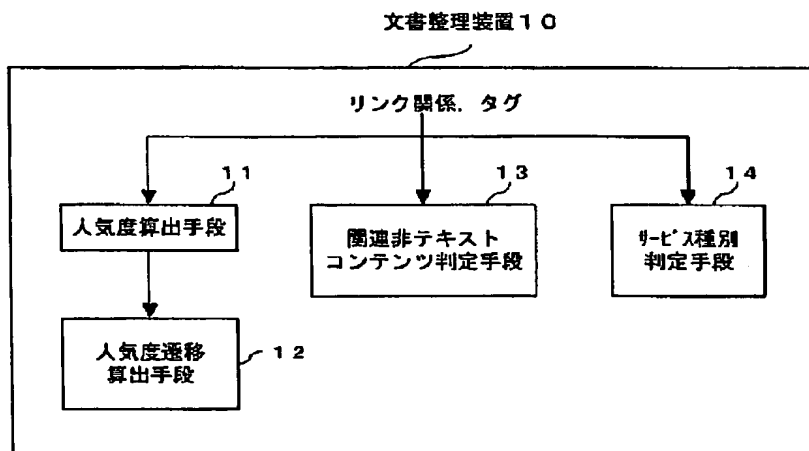 文書整理装置１０
リンク関係，タグ
１１
人気度算出手段
１３
関連非テキスト
コンテンツ判定手段
１４
ｻｰﾋﾞｽ種別
判定手段
人気度遷移
算出手段
１２